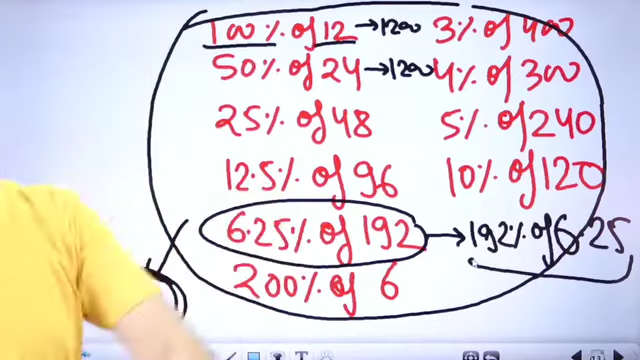 100% of 12 → 1200 3% of 400
50% of 24 → 1200 4% of 300
25% of 48 5% of 240
12.5% of 96 10% of 120
6.25% of 192 → 192% of 6.25
200% of 6